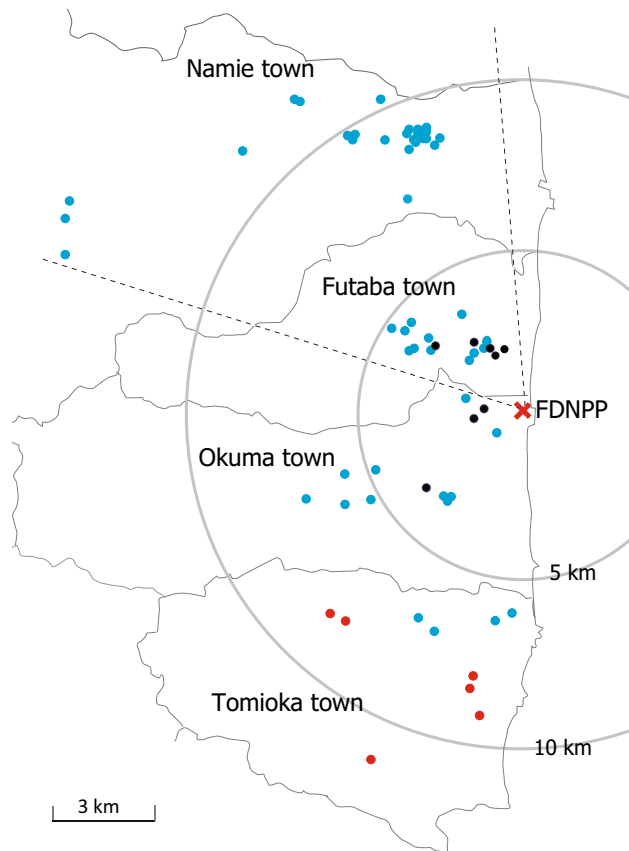 Namie town
Futaba town
FDNPP
Okuma town
5 km
Tomioka town
10 km
3 km